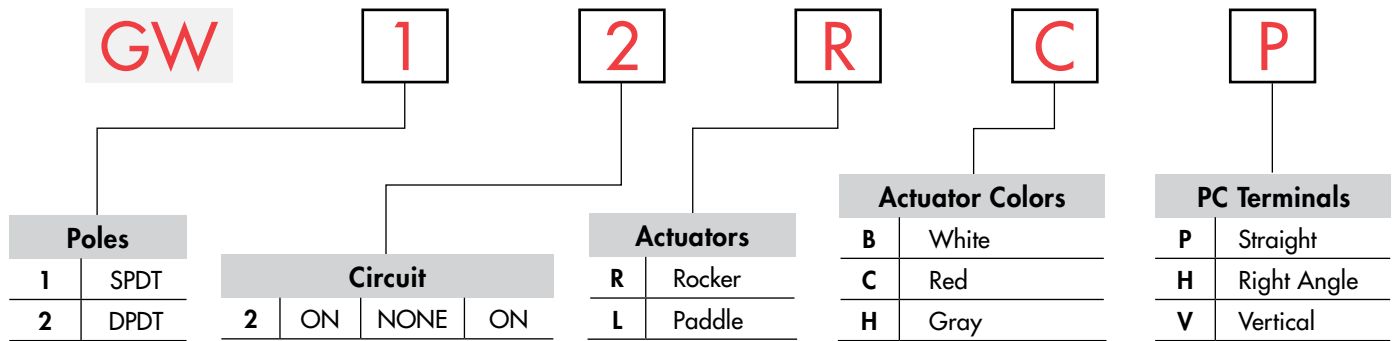 GW 1 2 R C P
Poles
1 SPDT
2 DPDT
Circuit
2 ON NONE ON
Actuators
R Rocker
L Paddle
Actuator Colors
B White
C Red
H Gray
PC Terminals
P Straight
H Right Angle
V Vertical